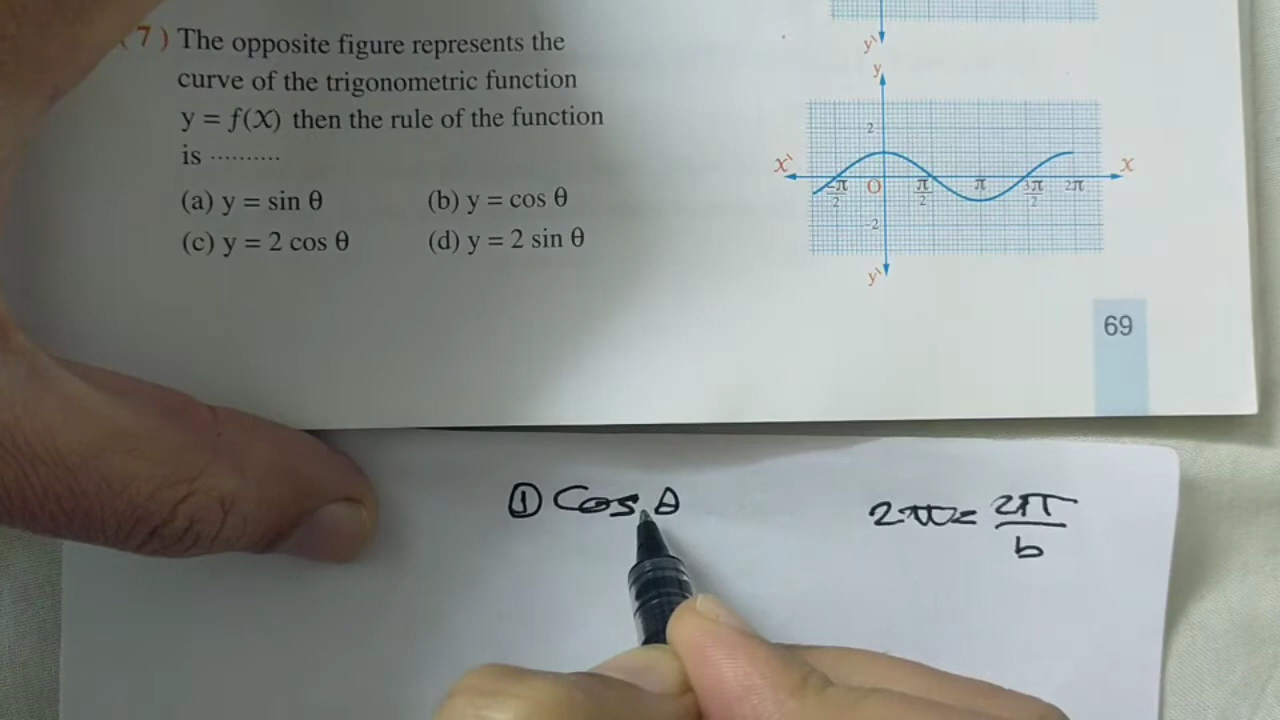 7 ) The opposite figure represents the
curve of the trigonometric function
y = f(X) then the rule of the function
is ..........
(a) y = sin θ
(b) y = cos θ
(c) y = 2 cos θ
(d) y = 2 sin θ
y`
y
2
x`
x
-π/2
O
π/2
π
3π/2
2π
-2
y`
69
① Cos θ
2π = 2π/b